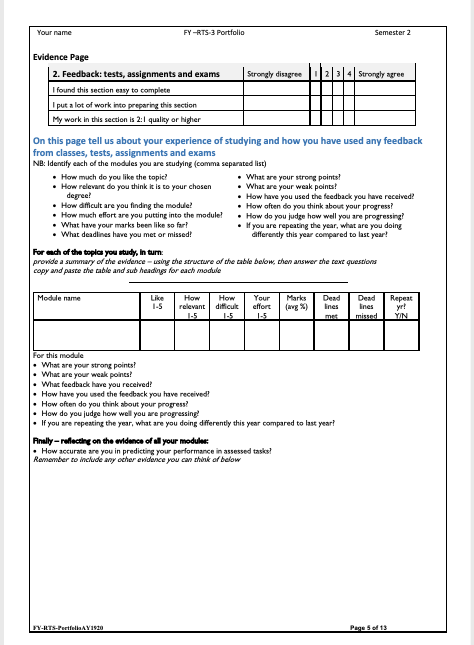 Your name FY –RTS-3 Portfolio Semester 2
Evidence Page
2. Feedback: tests, assignments and exams Strongly disagree 1 2 3 4 Strongly agree
I found this section easy to complete
I put a lot of work into preparing this section
My work in this section is 2:1 quality or higher
On this page tell us about your experience of studying and how you have used any feedback
from classes, tests, assignments and exams
NB: Identify each of the modules you are studying (comma separated list)
• How much do you like the topic?
• How relevant do you think it is to your chosen
degree?
• How difficult are you finding the module?
• How much effort are you putting into the module?
• What have your marks been like so far?
• What deadlines have you met or missed?
• What are your strong points?
• What are your weak points?
• How have you used the feedback you have received?
• How often do you think about your progress?
• How do you judge how well you are progressing?
• If you are repeating the year, what are you doing
differently this year compared to last year?
For each of the topics you study, in turn:
provide a summary of the evidence – using the structure of the table below, then answer the text questions
copy and paste the table and sub headings for each module
Module name Like 1-5 How relevant 1-5 How difficult 1-5 Your effort 1-5 Marks (avg %) Dead lines met Dead lines missed Repeat yr? Y/N
For this module
• What are your strong points?
• What are your weak points?
• What feedback have you received?
• How have you used the feedback you have received?
• How often do you think about your progress?
• How do you judge how well you are progressing?
• If you are repeating the year, what are you doing differently this year compared to last year?
Finally – reflecting on the evidence of all your modules:
• How accurate are you in predicting your performance in assessed tasks?
Remember to include any other evidence you can think of below
FY-RTS-PortfolioAY1920 Page 5 of 13